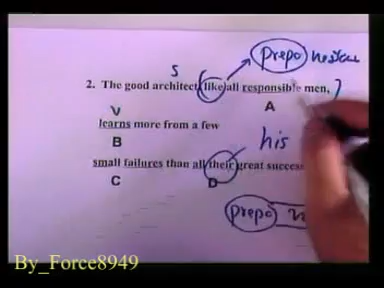 prepo
S
2. The good architect (like all responsible men, )
A
V
learns more from a few
B
his
small failures than all their great succes
C D
prepo
By_Force8949